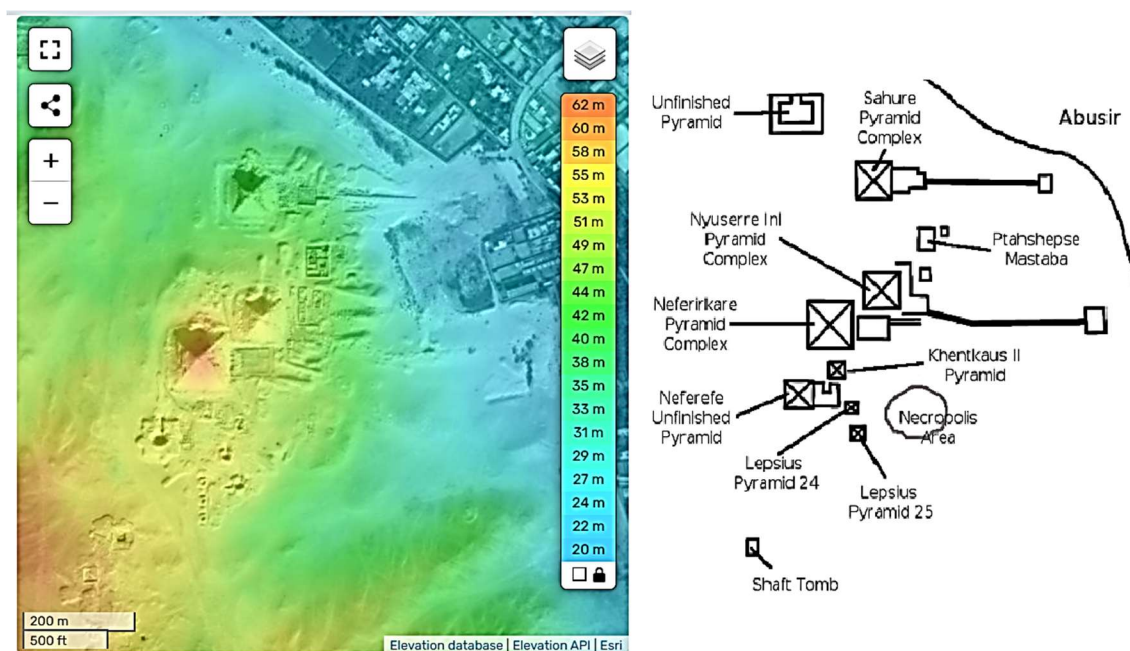 +
−
62 m
60 m
58 m
55 m
53 m
51 m
49 m
47 m
44 m
42 m
40 m
38 m
35 m
33 m
31 m
29 m
27 m
24 m
22 m
20 m
200 m
500 ft
Elevation database | Elevation API | Esri
Unfinished
Pyramid
Sahure
Pyramid
Complex
Abusir
Nyuserre InI
Pyramid
Complex
Ptahshepse
Mastaba
Neferirikare
Pyramid
Complex
Khentkaus II
Pyramid
Neferefe
Unfinished
Pyramid
Necropolis
Area
Lepsius
Pyramid 24
Lepsius
Pyramid 25
Shaft Tomb